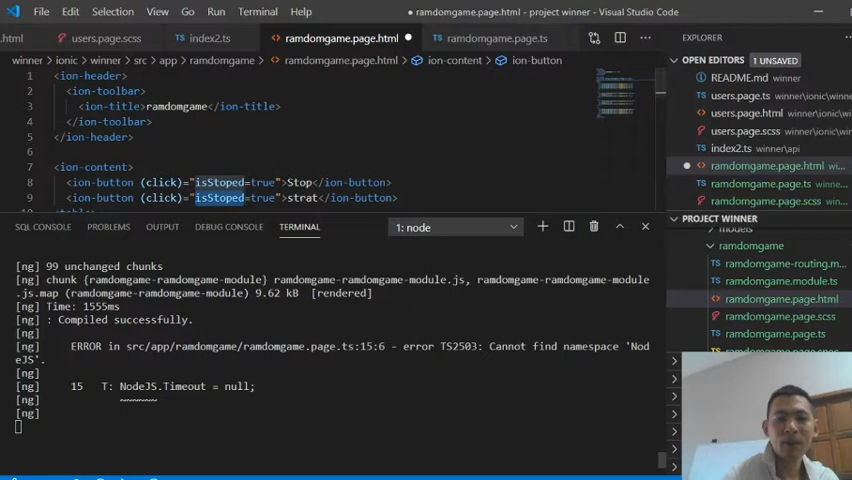 File Edit Selection View Go Run Terminal Help
● ramdomgame.page.html - project winner - Visual Studio Code
.html users.page.scss index2.ts ramdomgame.page.html ● ramdomgame.page.ts
winner > ionic > winner > src > app > ramdomgame > ramdomgame.page.html > ion-content > ion-button
1 <ion-header>
2 <ion-toolbar>
3 <ion-title>ramdomgame</ion-title>
4 </ion-toolbar>
5 </ion-header>
6
7 <ion-content>
8 <ion-button (click)="isStoped=true">Stop</ion-button>
9 <ion-button (click)="isStoped=true">strat</ion-button>
SQL CONSOLE PROBLEMS OUTPUT DEBUG CONSOLE TERMINAL 1: node
[ng] 99 unchanged chunks
[ng] chunk {ramdomgame-ramdomgame-module} ramdomgame-ramdomgame-module.js, ramdomgame-ramdomgame-module
.js.map (ramdomgame-ramdomgame-module) 9.62 kB [rendered]
[ng] Time: 1555ms
[ng] : Compiled successfully.
[ng]
[ng] ERROR in src/app/ramdomgame/ramdomgame.page.ts:15:6 - error TS2503: Cannot find namespace 'Nod
eJS'.
[ng]
[ng] 15 T: NodeJS.Timeout = null;
[ng] ~~~~~~
[ng]
EXPLORER
OPEN EDITORS 1 UNSAVED
README.md winner
users.page.ts winner\ionic\win...
users.page.html winner\ionic\...
users.page.scss winner\ionic\...
index2.ts winner\api
● ramdomgame.page.html ...
ramdomgame.page.ts winne...
ramdomgame.page.scss winn...
PROJECT WINNER
models
ramdomgame
ramdomgame-routing.m...
ramdomgame.module.ts
ramdomgame.page.html
ramdomgame.page.scss
ramdomgame.page.ts